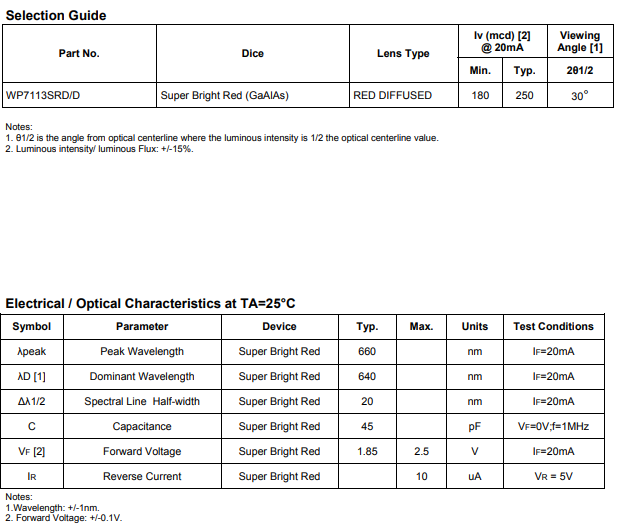 Selection Guide
Part No. Dice Lens Type Iv (mcd) [2] @ 20mA Viewing Angle [1]
Min. Typ. 2θ1/2
WP7113SRD/D Super Bright Red (GaAlAs) RED DIFFUSED 180 250 30°
Notes:
1. θ1/2 is the angle from optical centerline where the luminous intensity is 1/2 the optical centerline value.
2. Luminous intensity/ luminous Flux: +/-15%.
Electrical / Optical Characteristics at TA=25°C
Symbol Parameter Device Typ. Max. Units Test Conditions
λpeak Peak Wavelength Super Bright Red 660 nm IF=20mA
λD [1] Dominant Wavelength Super Bright Red 640 nm IF=20mA
Δλ1/2 Spectral Line Half-width Super Bright Red 20 nm IF=20mA
C Capacitance Super Bright Red 45 pF VF=0V;f=1MHz
VF [2] Forward Voltage Super Bright Red 1.85 2.5 V IF=20mA
IR Reverse Current Super Bright Red 10 uA VR = 5V
Notes:
1.Wavelength: +/-1nm.
2. Forward Voltage: +/-0.1V.